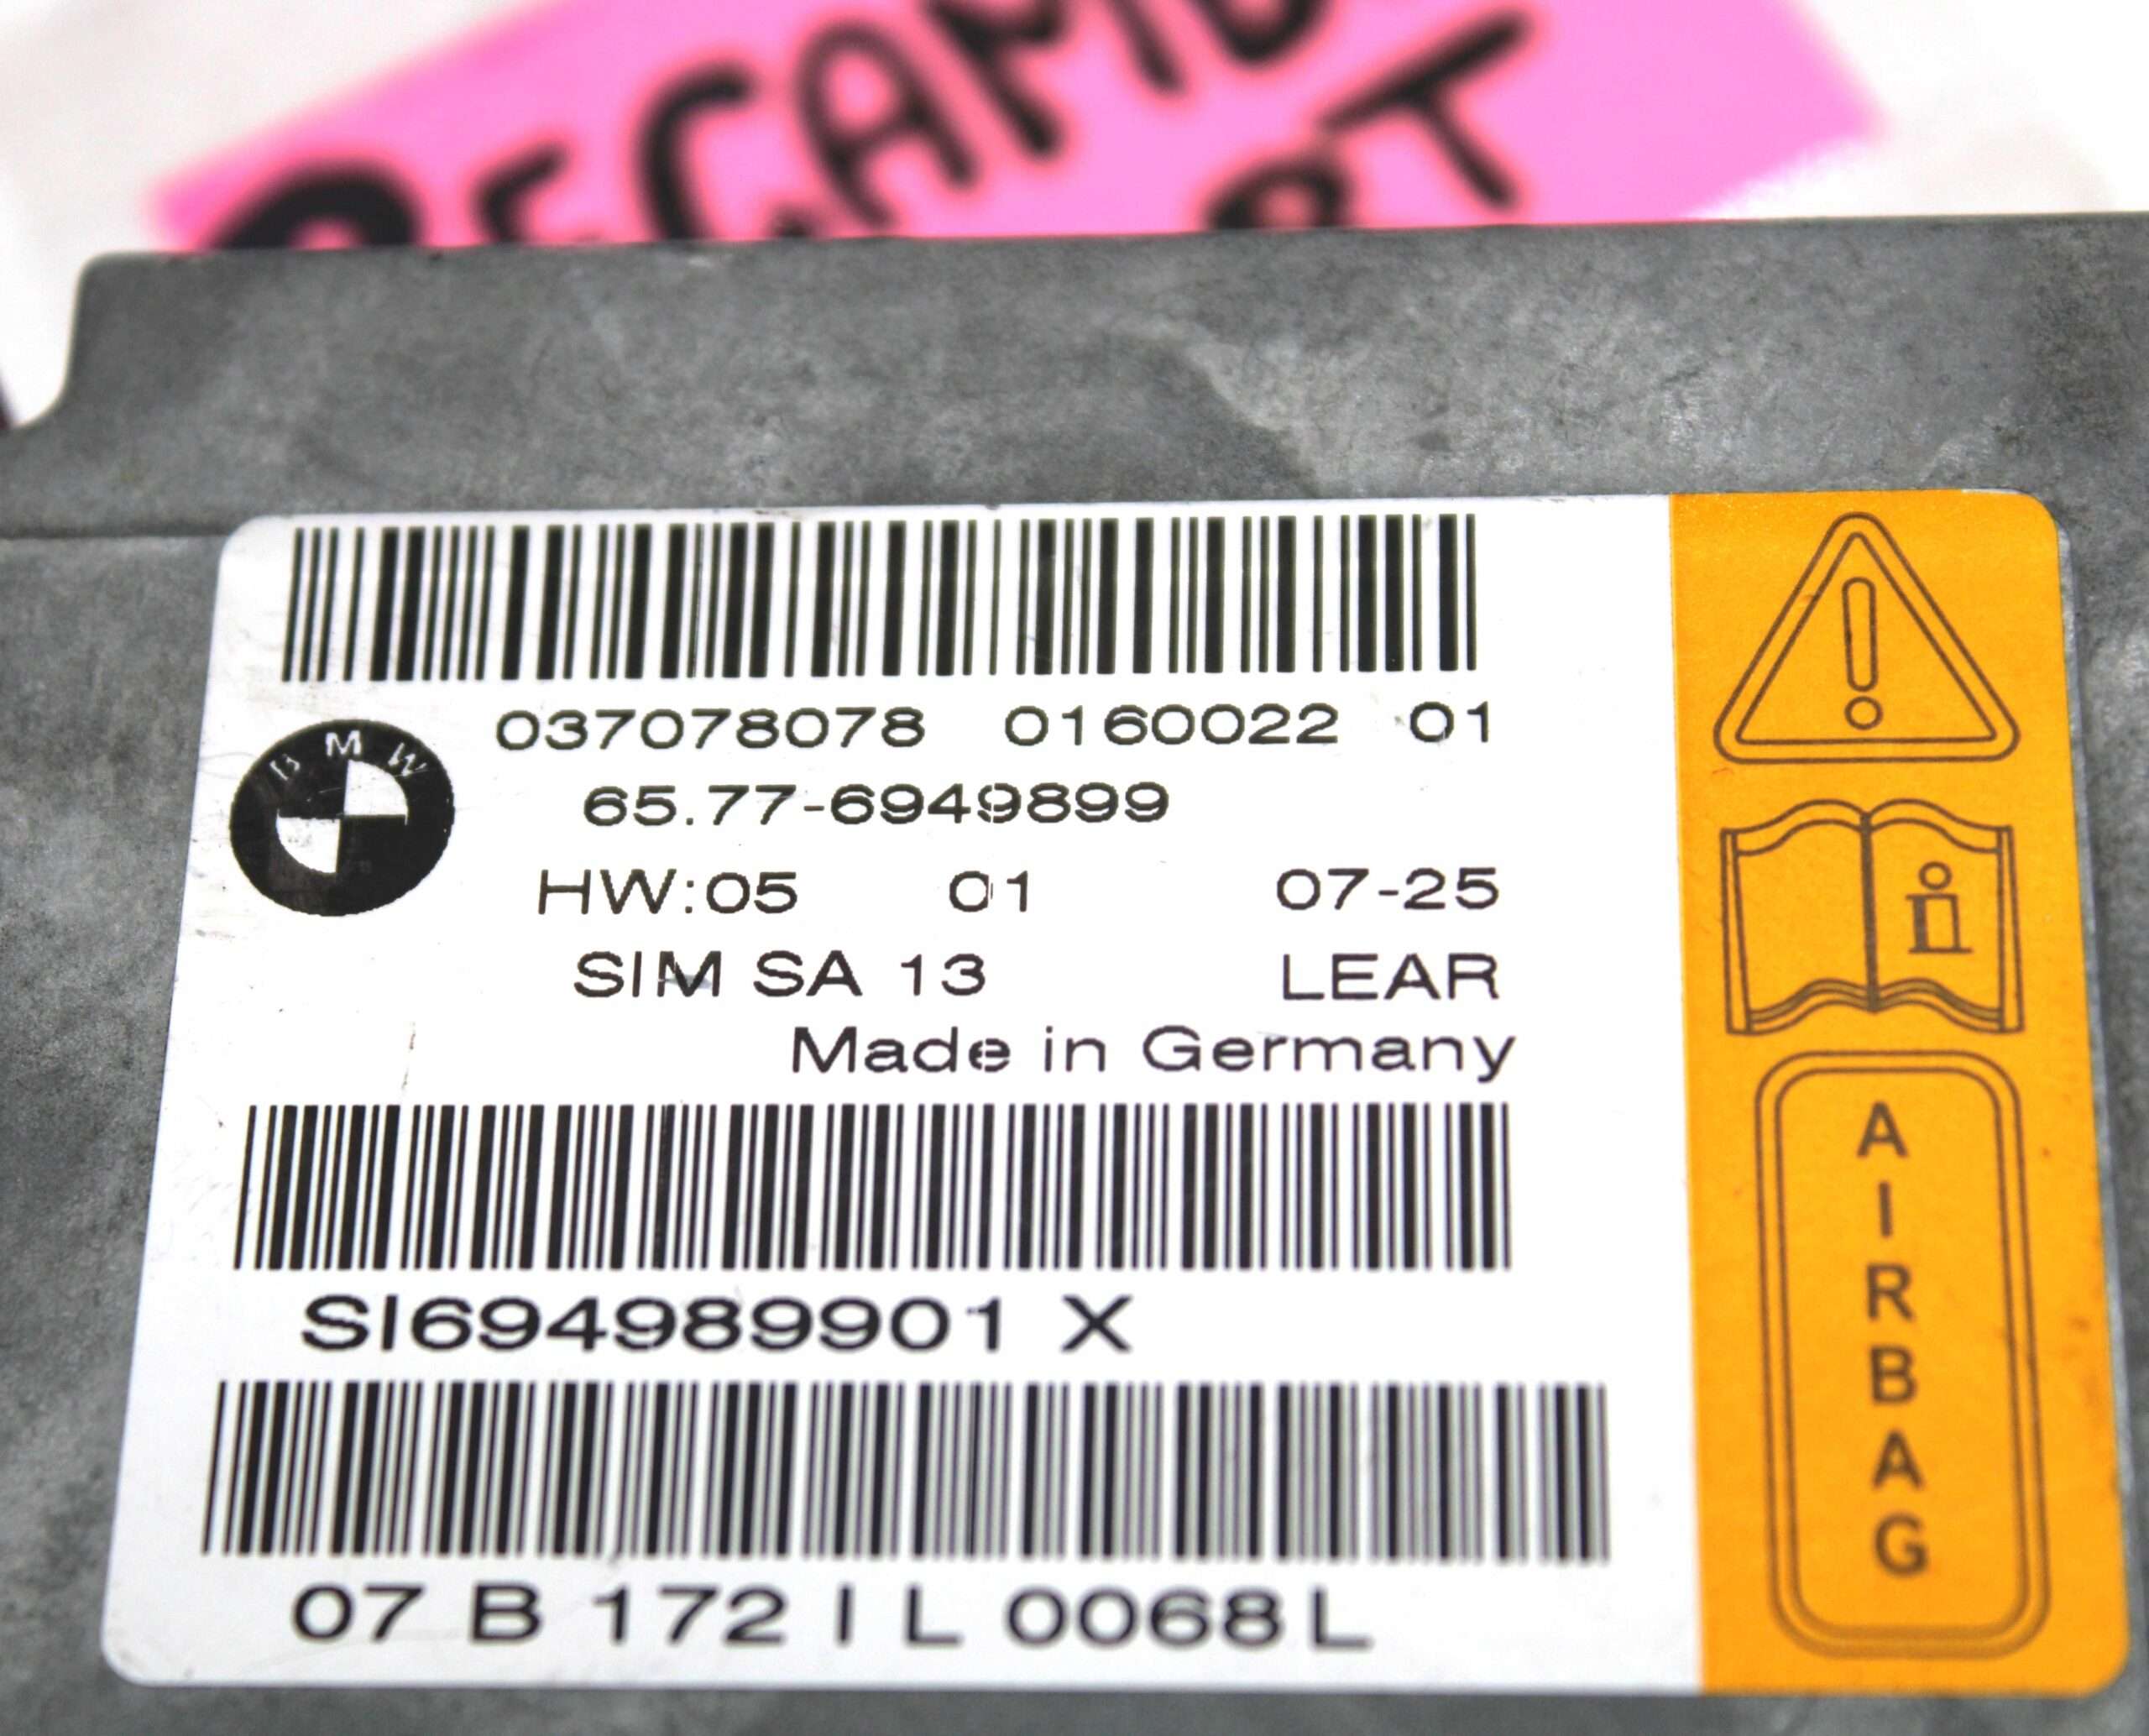 037078078 0160022 01
BMW
65.77-6949899
HW:05 01 07-25
SIM SA 13 LEAR
Made in Germany
SI694989901 X
07 B 172 I L 0068 L
AIRBAG